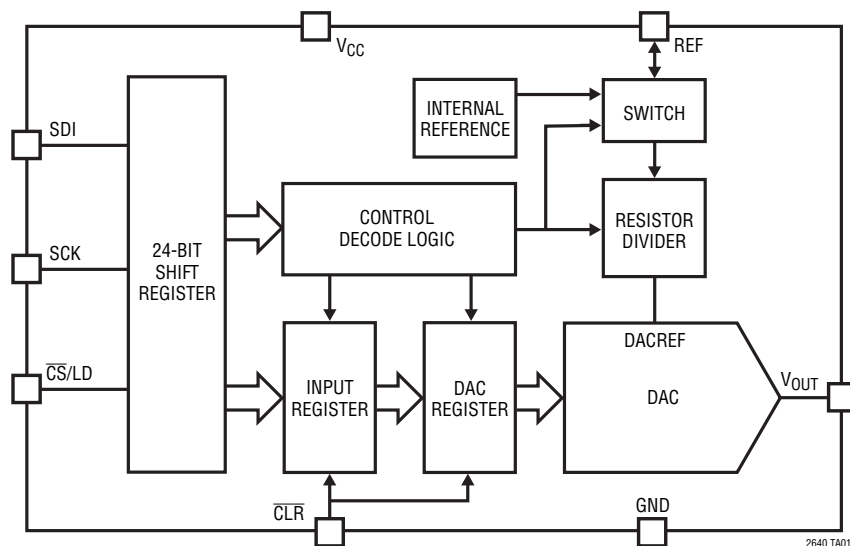 VCC
REF
SDI
INTERNAL
REFERENCE
SWITCH
SCK
24-BIT
SHIFT
REGISTER
CONTROL
DECODE LOGIC
RESISTOR
DIVIDER
CS/LD
INPUT
REGISTER
DAC
REGISTER
DACREF
DAC
VOUT
CLR
GND
2640 TA01